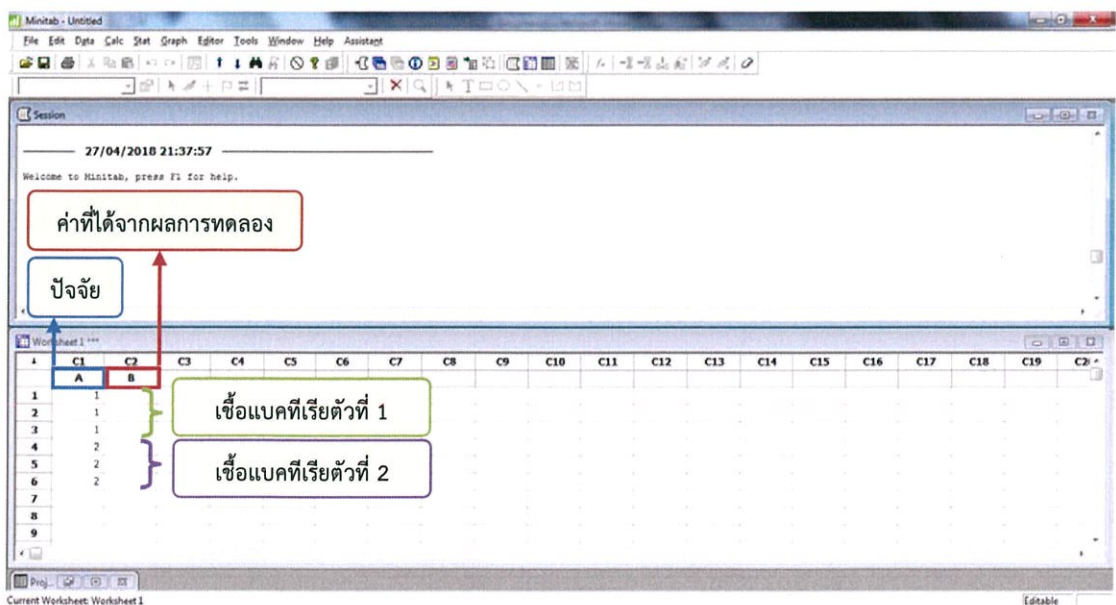 Minitab - Untitled
File Edit Data Calc Stat Graph Editor Tools Window Help Assistant
Session
27/04/2018 21:37:57
Welcome to Minitab, press F1 for help.
ค่าที่ได้จากผลการทดลอง
ปัจจัย
Worksheet 1 ***
↓ C1 C2 C3 C4 C5 C6 C7 C8 C9 C10 C11 C12 C13 C14 C15 C16 C17 C18 C19
A B
1 1
2 1
3 1
เชื้อแบคทีเรียตัวที่ 1
4 2
5 2
6 2
เชื้อแบคทีเรียตัวที่ 2
7
8
9
Proj...
Current Worksheet: Worksheet 1
Editable